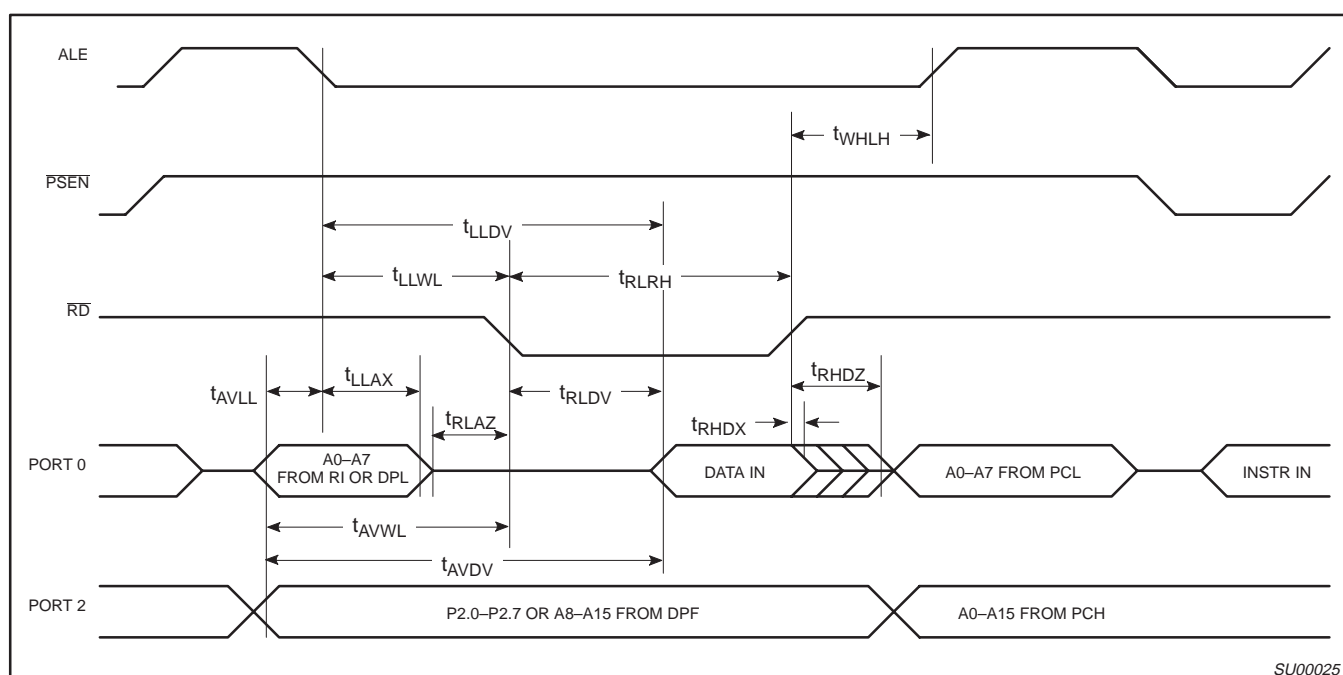 ALE
tWHLH
PSEN
tLLDV
tLLWL
tRLRH
RD
tAVLL
tLLAX
tRLDV
tRHDZ
tRLAZ
tRHDX
PORT 0
A0–A7
FROM RI OR DPL
DATA IN
A0–A7 FROM PCL
INSTR IN
tAVWL
tAVDV
PORT 2
P2.0–P2.7 OR A8–A15 FROM DPF
A0–A15 FROM PCH
SU00025